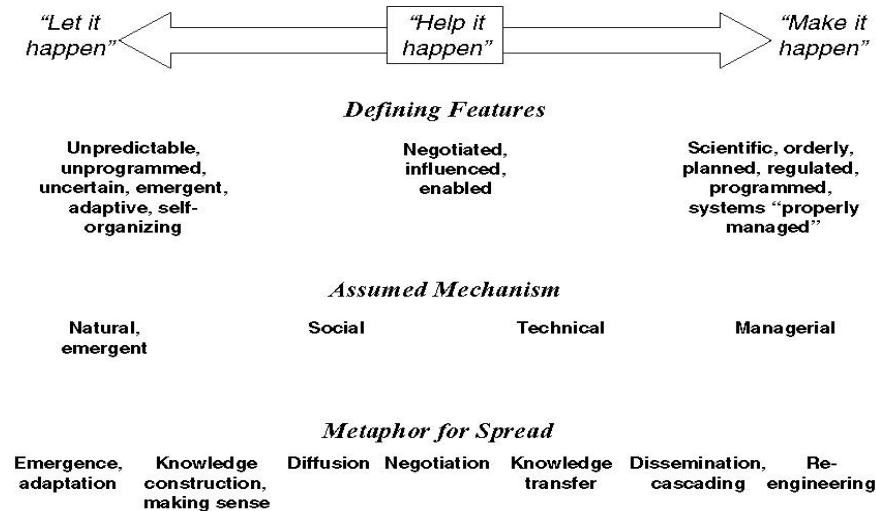 “Let it
happen”
“Help it
happen”
“Make it
happen”
Defining Features
Unpredictable,
unprogrammed,
uncertain, emergent,
adaptive, self-
organizing
Negotiated,
influenced,
enabled
Scientific, orderly,
planned, regulated,
programmed,
systems “properly
managed”
Assumed Mechanism
Natural,
emergent
Social
Technical
Managerial
Metaphor for Spread
Emergence,
adaptation
Knowledge
construction,
making sense
Diffusion
Negotiation
Knowledge
transfer
Dissemination,
cascading
Re-
engineering